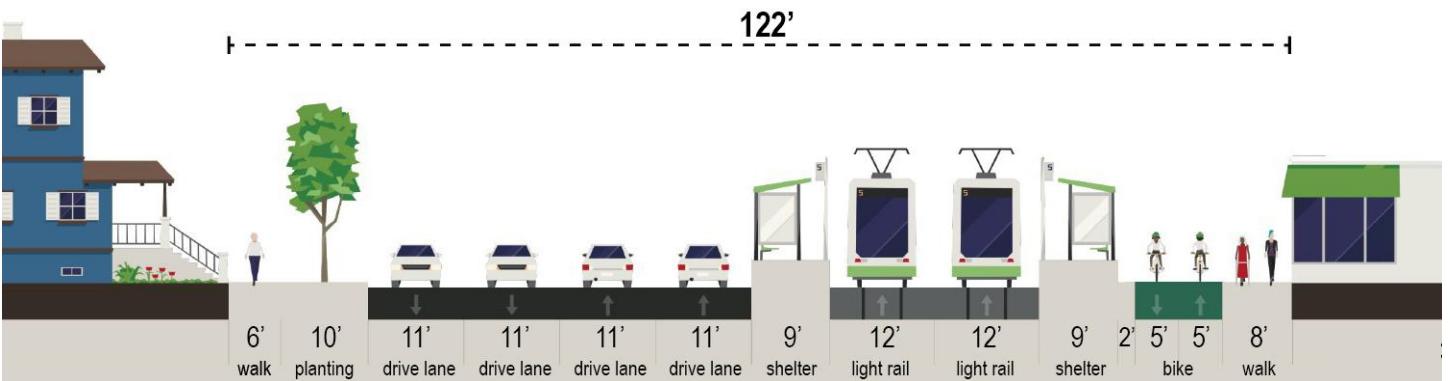 122’
S
S
S
S
6’ 10’ 11’ 11’ 11’ 11’ 9’ 12’ 12’ 9’ 2’ 5’ 5’ 8’
walk planting drive lane drive lane drive lane drive lane shelter light rail light rail shelter bike walk